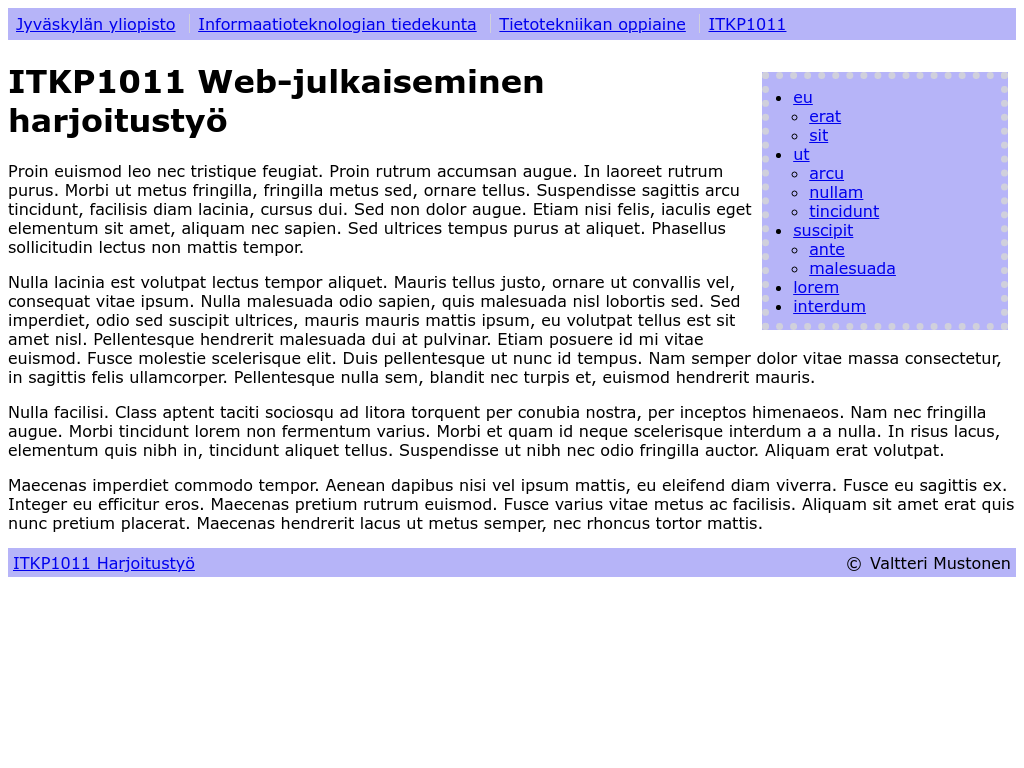 Jyväskylän yliopisto Informaatioteknologian tiedekunta Tietotekniikan oppiaine ITKP1011
ITKP1011 Web-julkaiseminen
harjoitustyö
eu
erat
sit
ut
arcu
nullam
tincidunt
suscipit
ante
malesuada
lorem
interdum
Proin euismod leo nec tristique feugiat. Proin rutrum accumsan augue. In laoreet rutrum
purus. Morbi ut metus fringilla, fringilla metus sed, ornare tellus. Suspendisse sagittis arcu
tincidunt, facilisis diam lacinia, cursus dui. Sed non dolor augue. Etiam nisi felis, iaculis eget
elementum sit amet, aliquam nec sapien. Sed ultrices tempus purus at aliquet. Phasellus
sollicitudin lectus non mattis tempor.
Nulla lacinia est volutpat lectus tempor aliquet. Mauris tellus justo, ornare ut convallis vel,
consequat vitae ipsum. Nulla malesuada odio sapien, quis malesuada nisl lobortis sed. Sed
imperdiet, odio sed suscipit ultrices, mauris mauris mattis ipsum, eu volutpat tellus est sit
amet nisl. Pellentesque hendrerit malesuada dui at pulvinar. Etiam posuere id mi vitae
euismod. Fusce molestie scelerisque elit. Duis pellentesque ut nunc id tempus. Nam semper dolor vitae massa consectetur,
in sagittis felis ullamcorper. Pellentesque nulla sem, blandit nec turpis et, euismod hendrerit mauris.
Nulla facilisi. Class aptent taciti sociosqu ad litora torquent per conubia nostra, per inceptos himenaeos. Nam nec fringilla
augue. Morbi tincidunt lorem non fermentum varius. Morbi et quam id neque scelerisque interdum a a nulla. In risus lacus,
elementum quis nibh in, tincidunt aliquet tellus. Suspendisse ut nibh nec odio fringilla auctor. Aliquam erat volutpat.
Maecenas imperdiet commodo tempor. Aenean dapibus nisi vel ipsum mattis, eu eleifend diam viverra. Fusce eu sagittis ex.
Integer eu efficitur eros. Maecenas pretium rutrum euismod. Fusce varius vitae metus ac facilisis. Aliquam sit amet erat quis
nunc pretium placerat. Maecenas hendrerit lacus ut metus semper, nec rhoncus tortor mattis.
ITKP1011 Harjoitustyö © Valtteri Mustonen